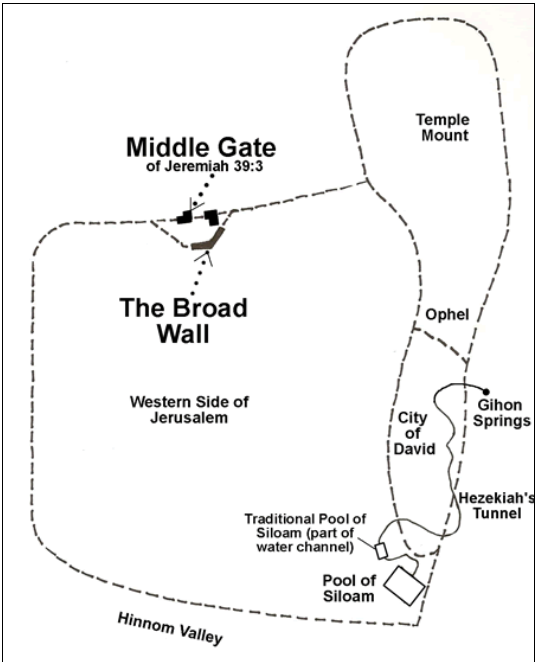 Temple
Mount
Middle Gate
of Jeremiah 39:3
The Broad
Wall
Ophel
Western Side of
Jerusalem
City
of
David
Gihon
Springs
Hezekiah's
Tunnel
Traditional Pool of
Siloam (part of
water channel)
Pool of
Siloam
Hinnom Valley